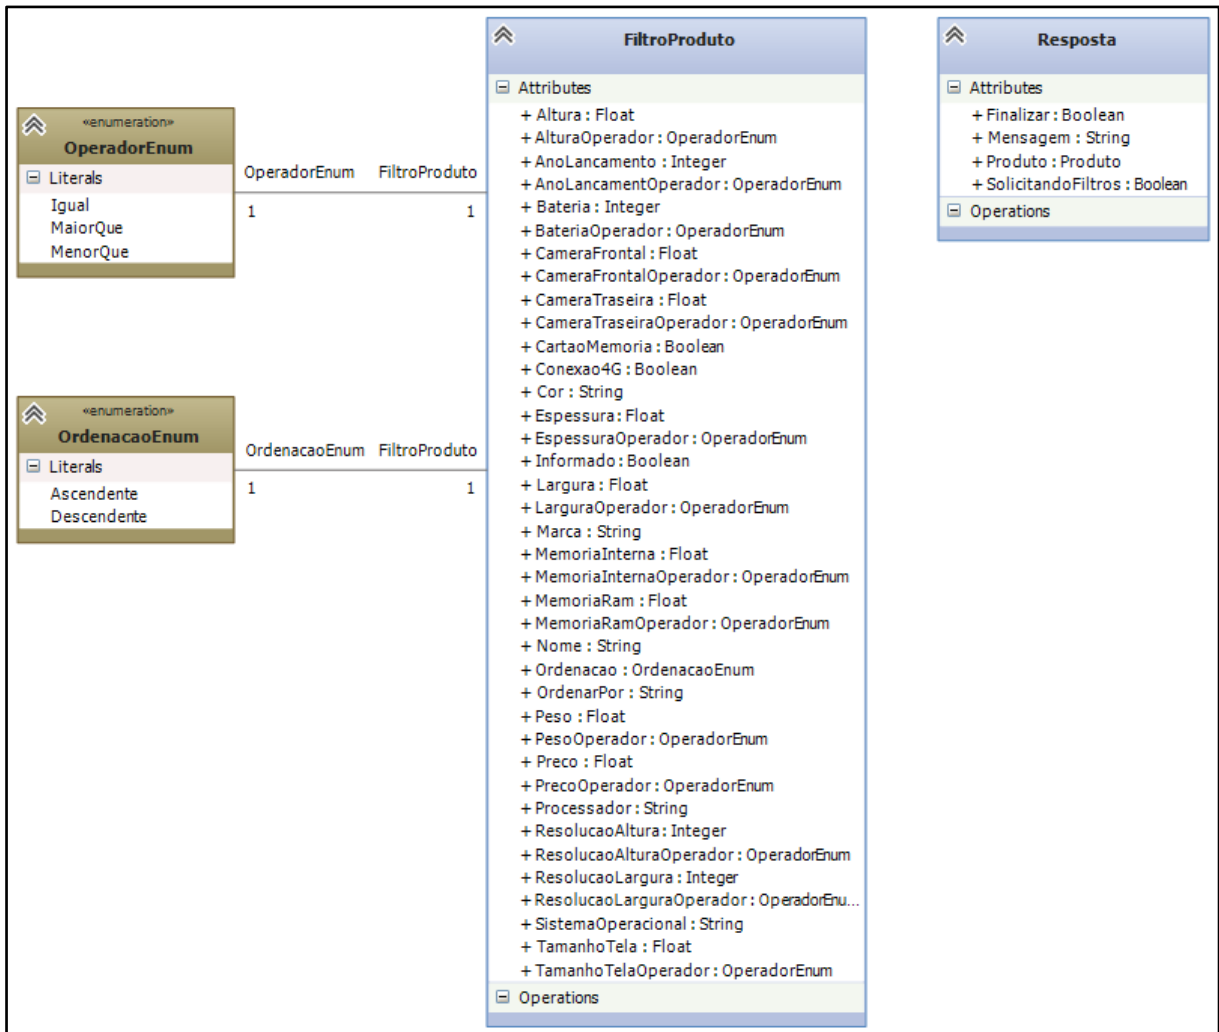 «enumeration»
OperadorEnum
Literals
Igual
MaiorQue
MenorQue
OperadorEnum FiltroProduto
1 1
«enumeration»
OrdenacaoEnum
Literals
Ascendente
Descendente
OrdenacaoEnum FiltroProduto
1 1
FiltroProduto
Attributes
+ Altura : Float
+ AlturaOperador : OperadorEnum
+ AnoLancamento : Integer
+ AnoLancamentOperador : OperadorEnum
+ Bateria : Integer
+ BateriaOperador : OperadorEnum
+ CameraFrontal : Float
+ CameraFrontalOperador : OperadorEnum
+ CameraTraseira : Float
+ CameraTraseiraOperador : OperadorEnum
+ CartaoMemoria : Boolean
+ Conexao4G : Boolean
+ Cor : String
+ Espessura : Float
+ EspessuraOperador : OperadorEnum
+ Informado : Boolean
+ Largura : Float
+ LarguraOperador : OperadorEnum
+ Marca : String
+ MemoriaInterna : Float
+ MemoriaInternaOperador : OperadorEnum
+ MemoriaRam : Float
+ MemoriaRamOperador : OperadorEnum
+ Nome : String
+ Ordenacao : OrdenacaoEnum
+ OrdenarPor : String
+ Peso : Float
+ PesoOperador : OperadorEnum
+ Preco : Float
+ PrecoOperador : OperadorEnum
+ Processador : String
+ ResolucaoAltura : Integer
+ ResolucaoAlturaOperador : OperadorEnum
+ ResolucaoLargura : Integer
+ ResolucaoLarguraOperador : OperadorEnu...
+ SistemaOperacional : String
+ TamanhoTela : Float
+ TamanhoTelaOperador : OperadorEnum
Operations
Resposta
Attributes
+ Finalizar : Boolean
+ Mensagem : String
+ Produto : Produto
+ SolicitandoFiltros : Boolean
Operations